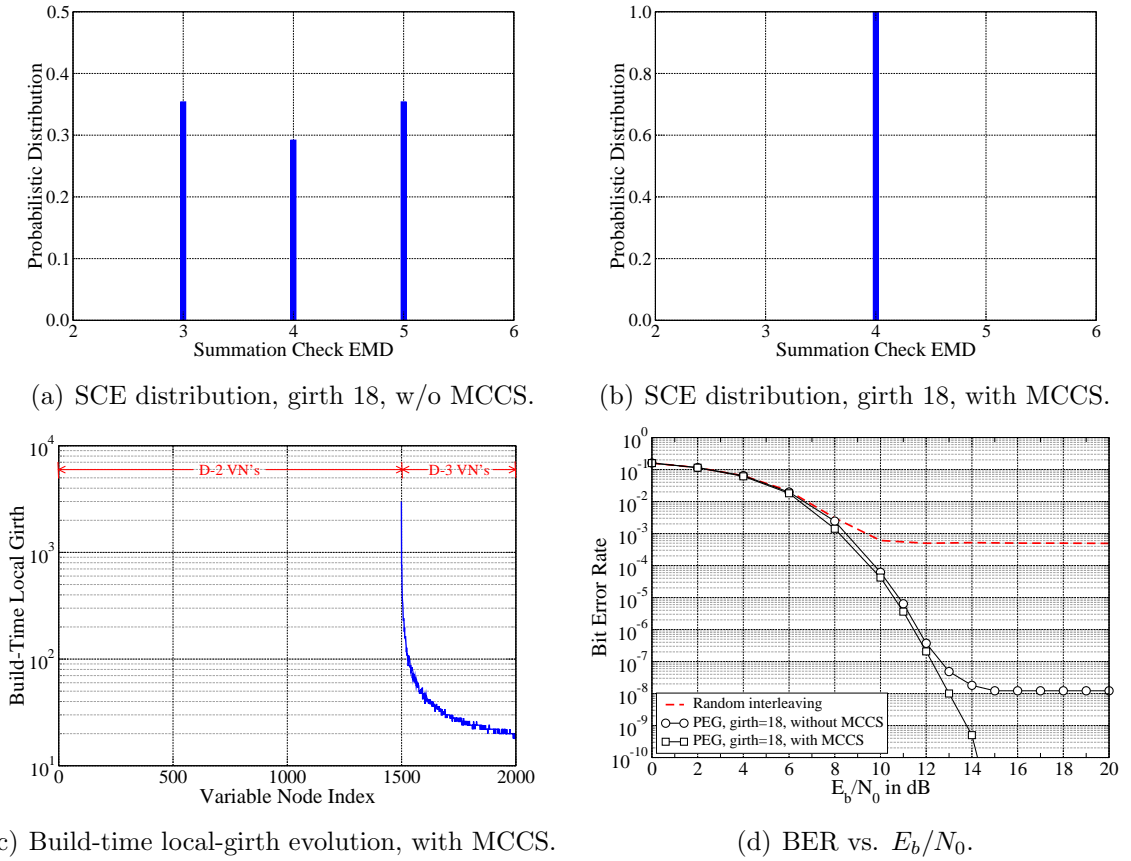 0.5
0.4
0.3
0.2
0.1
0.0
Probabilistic Distribution
2 3 4 5 6
Summation Check EMD
(a) SCE distribution, girth 18, w/o MCCS.
1.0
0.8
0.6
0.4
0.2
0.0
Probabilistic Distribution
2 3 4 5 6
Summation Check EMD
(b) SCE distribution, girth 18, with MCCS.
10^4
10^3
10^2
10^1
Build-Time Local Girth
D-2 VN's D-3 VN's
0 500 1000 1500 2000
Variable Node Index
c) Build-time local-girth evolution, with MCCS.
10^0
10^-1
10^-2
10^-3
10^-4
10^-5
10^-6
10^-7
10^-8
10^-9
10^-10
Bit Error Rate
Random interleaving
PEG, girth=18, without MCCS
PEG, girth=18, with MCCS
0 2 4 6 8 10 12 14 16 18 20
E_b/N_0 in dB
(d) BER vs. E_b/N_0.